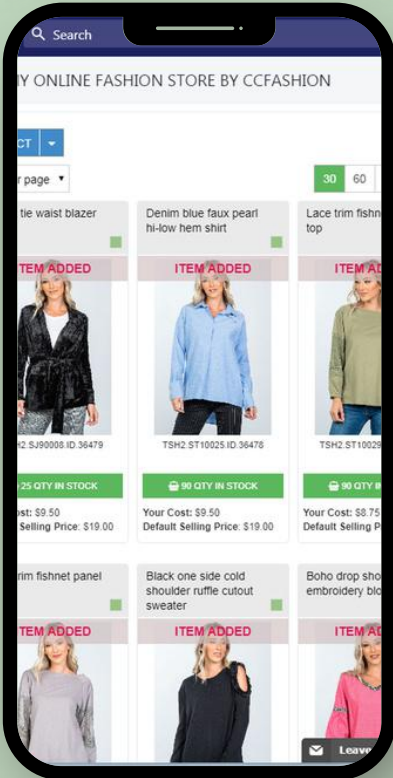 Search
MY ONLINE FASHION STORE BY CCFASHION
CT
r page
30 60
tie waist blazer
Denim blue faux pearl
hi-low hem shirt
Lace trim fishn
top
ITEM ADDED
ITEM ADDED
ITEM AD
H2.SJ90008.ID.36479
TSH2.ST10025.ID.36478
TSH2.ST10029
25 QTY IN STOCK
90 QTY IN STOCK
90 QTY IN
ost: $9.50
Selling Price: $19.00
Your Cost: $9.50
Default Selling Price: $19.00
Your Cost: $8.75
Default Selling P
rim fishnet panel
Black one side cold
shoulder ruffle cutout
sweater
Boho drop sho
embroidery blo
ITEM ADDED
ITEM ADDED
ITEM AD
Leave